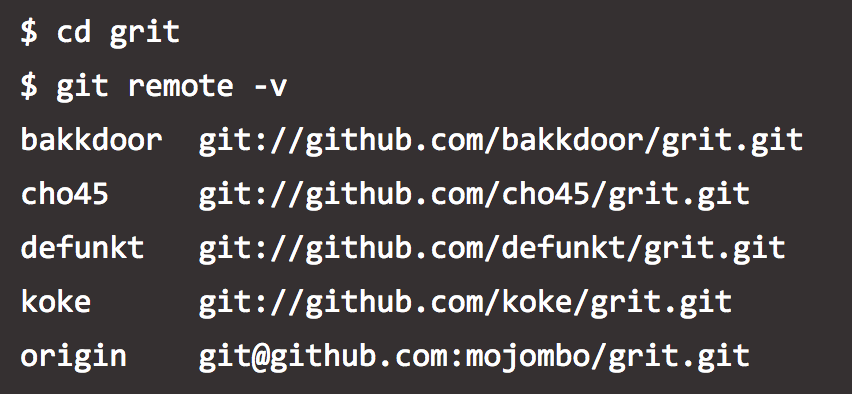 $ cd grit
$ git remote -v
bakkdoor  git://github.com/bakkdoor/grit.git
cho45     git://github.com/cho45/grit.git
defunkt   git://github.com/defunkt/grit.git
koke      git://github.com/koke/grit.git
origin    git@github.com:mojombo/grit.git